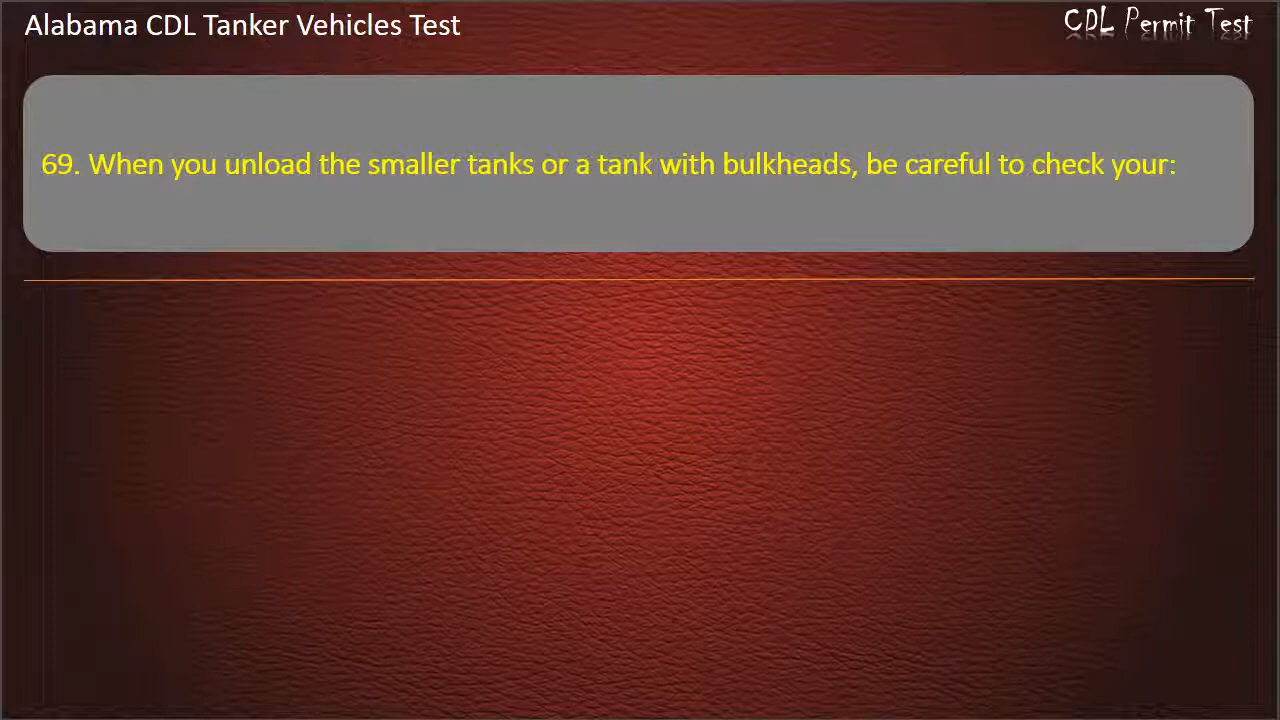 Alabama CDL Tanker Vehicles Test
CDL Permit Test
69. When you unload the smaller tanks or a tank with bulkheads, be careful to check your: